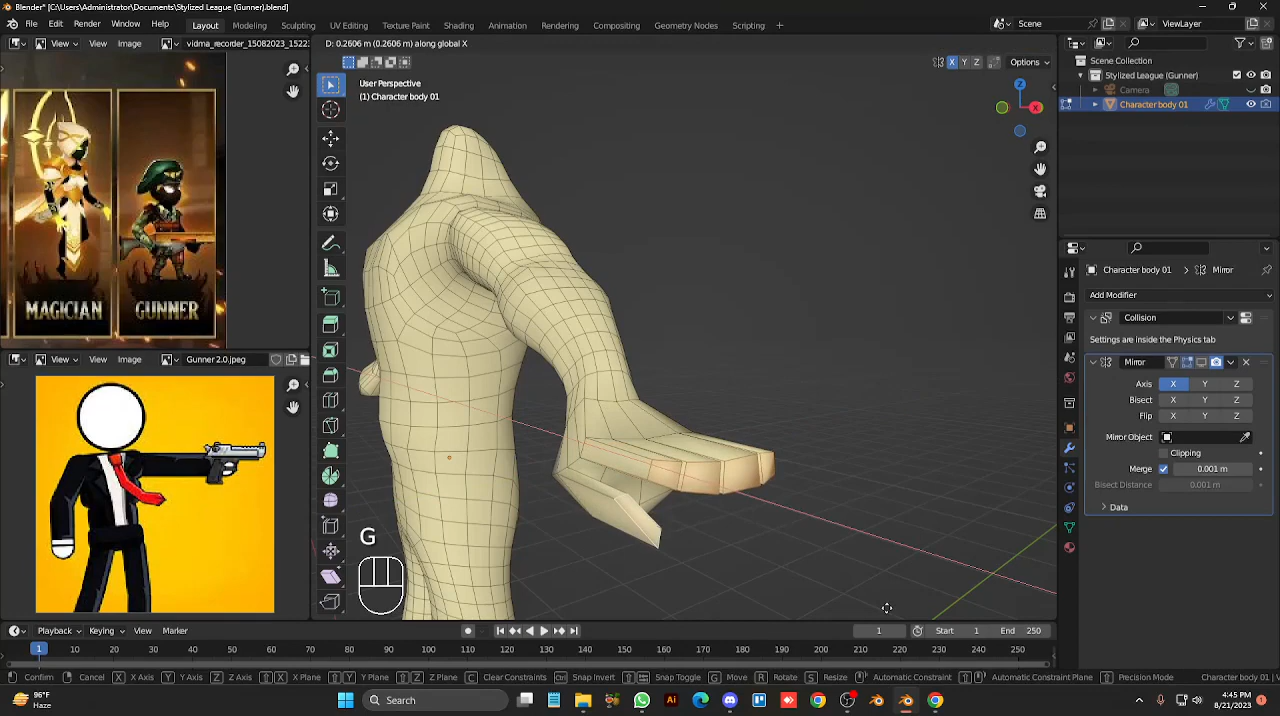 Blender* [C:\Users\Administrator\Documents\Stylized League (Gunner).blend]
File Edit Render Window Help Layout Modeling Sculpting UV Editing Texture Paint Shading Animation Rendering Compositing Geometry Nodes Scripting + Scene ViewLayer
View View Image vidma_recorder_15082023_1522
D: 0.2606 m (0.2606 m) along global X
X Y Z Options
User Perspective
(1) Character body 01
MAGICIAN
GUNNER
View View Image Gunner 2.0.jpeg
G
Z
X
Scene Collection
Stylized League (Gunner)
Camera
Character body 01
Character body 01 > Mirror
Add Modifier
Collision
Settings are inside the Physics tab
Mirror
Axis X Y Z
Bisect X Y Z
Flip X Y Z
Mirror Object
Clipping
Merge 0.001 m
Bisect Distance 0.001 m
Data
Playback Keying View Marker 1 Start 1 End 250
1 10 20 30 40 50 60 70 80 90 100 110 120 130 140 150 160 170 180 190 200 210 220 230 240 250
Confirm Cancel X X Axis Y Y Axis Z Z Axis X X Plane Y Y Plane Z Z Plane C Clear Constraints Snap Invert Snap Toggle G Move R Rotate S Resize Automatic Constraint Automatic Constraint Plane Precision Mode
96°F
Haze
Search
4:45 PM
8/21/2023